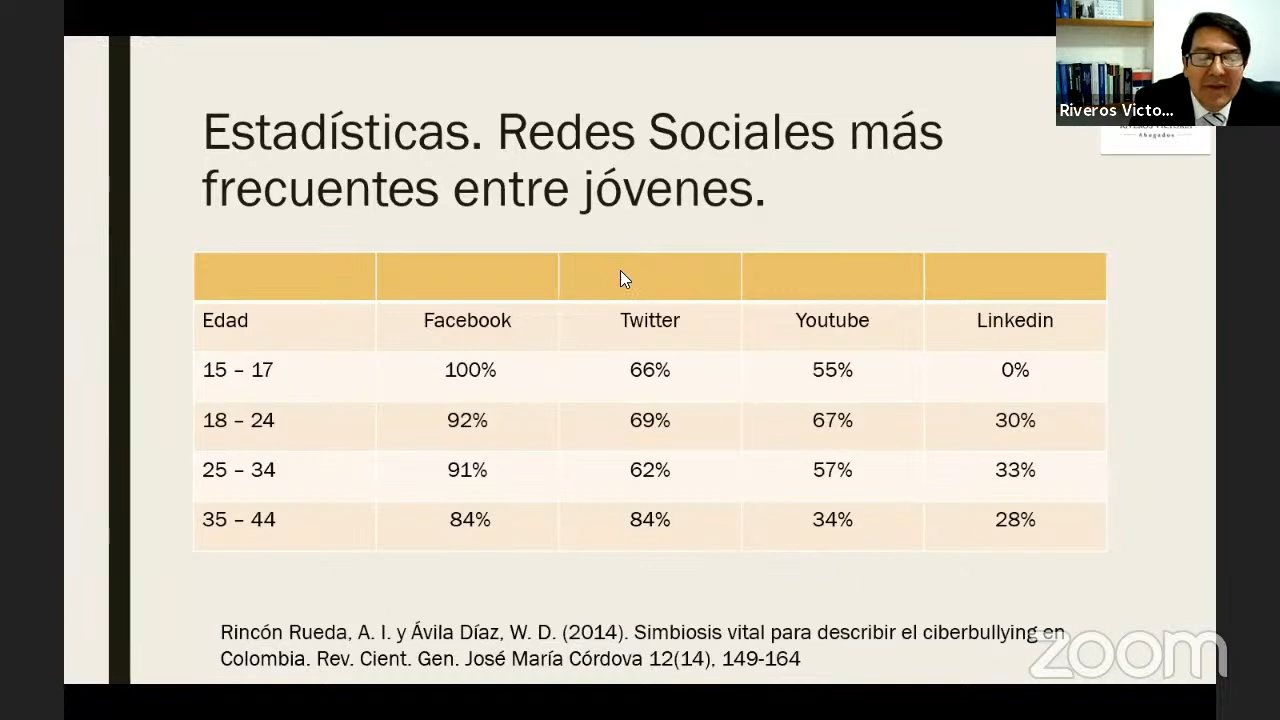 Riveros Victo...
Abogados
Estadísticas. Redes Sociales más
frecuentes entre jóvenes.
Edad Facebook Twitter Youtube Linkedin
15 – 17 100% 66% 55% 0%
18 – 24 92% 69% 67% 30%
25 – 34 91% 62% 57% 33%
35 – 44 84% 84% 34% 28%
Rincón Rueda, A. I. y Ávila Díaz, W. D. (2014). Simbiosis vital para describir el ciberbullying en
Colombia. Rev. Cient. Gen. José María Córdova 12(14), 149-164
zoom